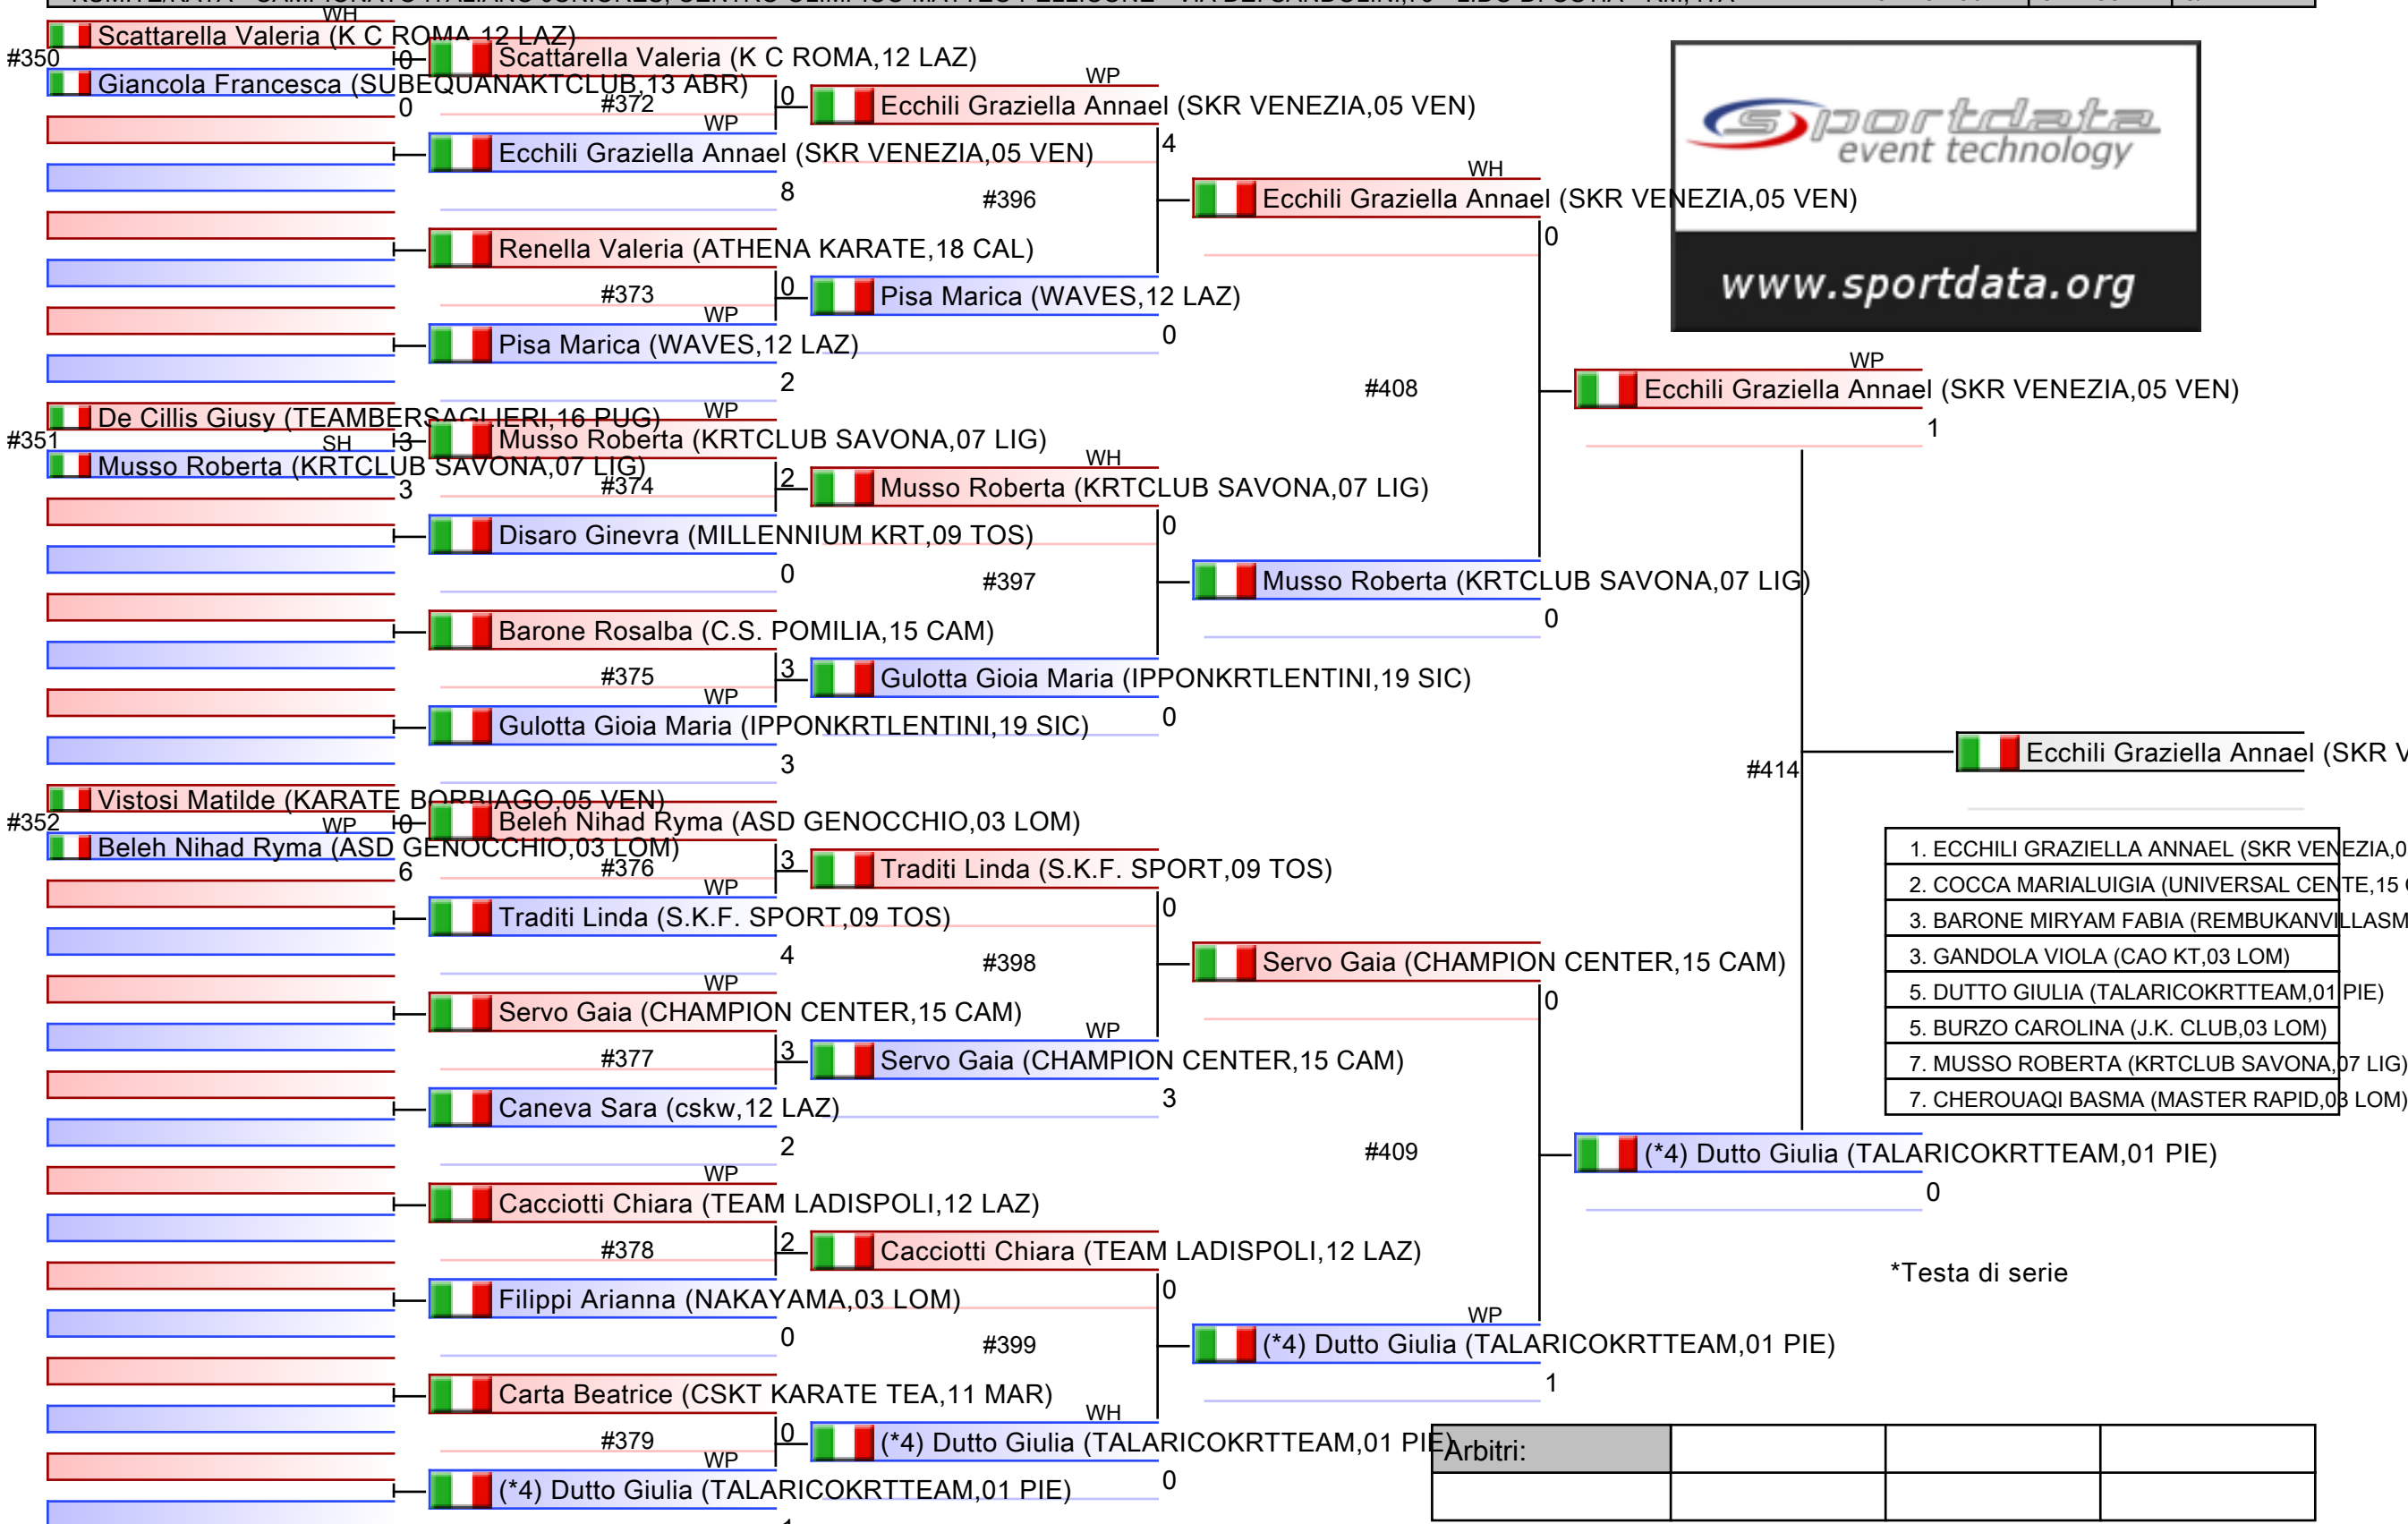 WH
Scattarella Valeria (K C ROMA,12 LAZ)
#350
0
Giancola Francesca (SUBEQUANAKTCLUB,13 ABR)
0
Scattarella Valeria (K C ROMA,12 LAZ)
#372
0
WP
Ecchili Graziella Annael (SKR VENEZIA,05 VEN)
8
Renella Valeria (ATHENA KARATE,18 CAL)
#373
0
WP
Pisa Marica (WAVES,12 LAZ)
2
De Cillis Giusy (TEAMBERSAGLIERI,16 PUG)
#351
SH
3
Musso Roberta (KRTCLUB SAVONA,07 LIG)
3
WP
Musso Roberta (KRTCLUB SAVONA,07 LIG)
#374
2
Disaro Ginevra (MILLENNIUM KRT,09 TOS)
0
Barone Rosalba (C.S. POMILIA,15 CAM)
#375
3
WP
Gulotta Gioia Maria (IPPONKRTLENTINI,19 SIC)
3
Vistosi Matilde (KARATE BORBIAGO,05 VEN)
#352
WP
0
Beleh Nihad Ryma (ASD GENOCCHIO,03 LOM)
6
Beleh Nihad Ryma (ASD GENOCCHIO,03 LOM)
#376
3
WP
Traditi Linda (S.K.F. SPORT,09 TOS)
4
WP
Servo Gaia (CHAMPION CENTER,15 CAM)
#377
3
Caneva Sara (cskw,12 LAZ)
2
WP
Cacciotti Chiara (TEAM LADISPOLI,12 LAZ)
#378
2
Filippi Arianna (NAKAYAMA,03 LOM)
0
Carta Beatrice (CSKT KARATE TEA,11 MAR)
#379
0
WP
(*4) Dutto Giulia (TALARICOKRTTEAM,01 PIE)
WP
Ecchili Graziella Annael (SKR VENEZIA,05 VEN)
4
#396
Pisa Marica (WAVES,12 LAZ)
0
WH
Musso Roberta (KRTCLUB SAVONA,07 LIG)
0
#397
Gulotta Gioia Maria (IPPONKRTLENTINI,19 SIC)
0
Traditi Linda (S.K.F. SPORT,09 TOS)
0
#398
WP
Servo Gaia (CHAMPION CENTER,15 CAM)
3
Cacciotti Chiara (TEAM LADISPOLI,12 LAZ)
0
#399
WH
(*4) Dutto Giulia (TALARICOKRTTEAM,01 PIE)
0
WH
Ecchili Graziella Annael (SKR VENEZIA,05 VEN)
0
#408
Musso Roberta (KRTCLUB SAVONA,07 LIG)
0
Servo Gaia (CHAMPION CENTER,15 CAM)
0
#409
WP
(*4) Dutto Giulia (TALARICOKRTTEAM,01 PIE)
1
sportdata
event technology
www.sportdata.org
WP
Ecchili Graziella Annael (SKR VENEZIA,05 VEN)
1
#414
(*4) Dutto Giulia (TALARICOKRTTEAM,01 PIE)
0
Ecchili Graziella Annael (SKR V
1. ECCHILI GRAZIELLA ANNAEL (SKR VENEZIA,0
2. COCCA MARIALUIGIA (UNIVERSAL CENTE,15
3. BARONE MIRYAM FABIA (REMBUKANVILLASM
3. GANDOLA VIOLA (CAO KT,03 LOM)
5. DUTTO GIULIA (TALARICOKRTTEAM,01 PIE)
5. BURZO CAROLINA (J.K. CLUB,03 LOM)
7. MUSSO ROBERTA (KRTCLUB SAVONA,07 LIG)
7. CHEROUAQI BASMA (MASTER RAPID,03 LOM)
*Testa di serie
Arbitri: